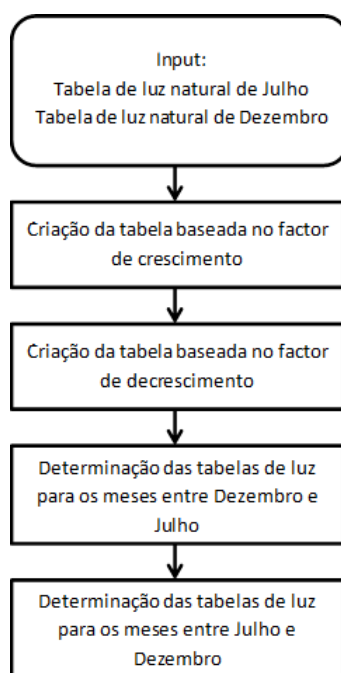 Input:
Tabela de luz natural de Julho
Tabela de luz natural de Dezembro
Criação da tabela baseada no factor
de crescimento
Criação da tabela baseada no factor
de decrescimento
Determinação das tabelas de luz
para os meses entre Dezembro e
Julho
Determinação das tabelas de luz
para os meses entre Julho e
Dezembro